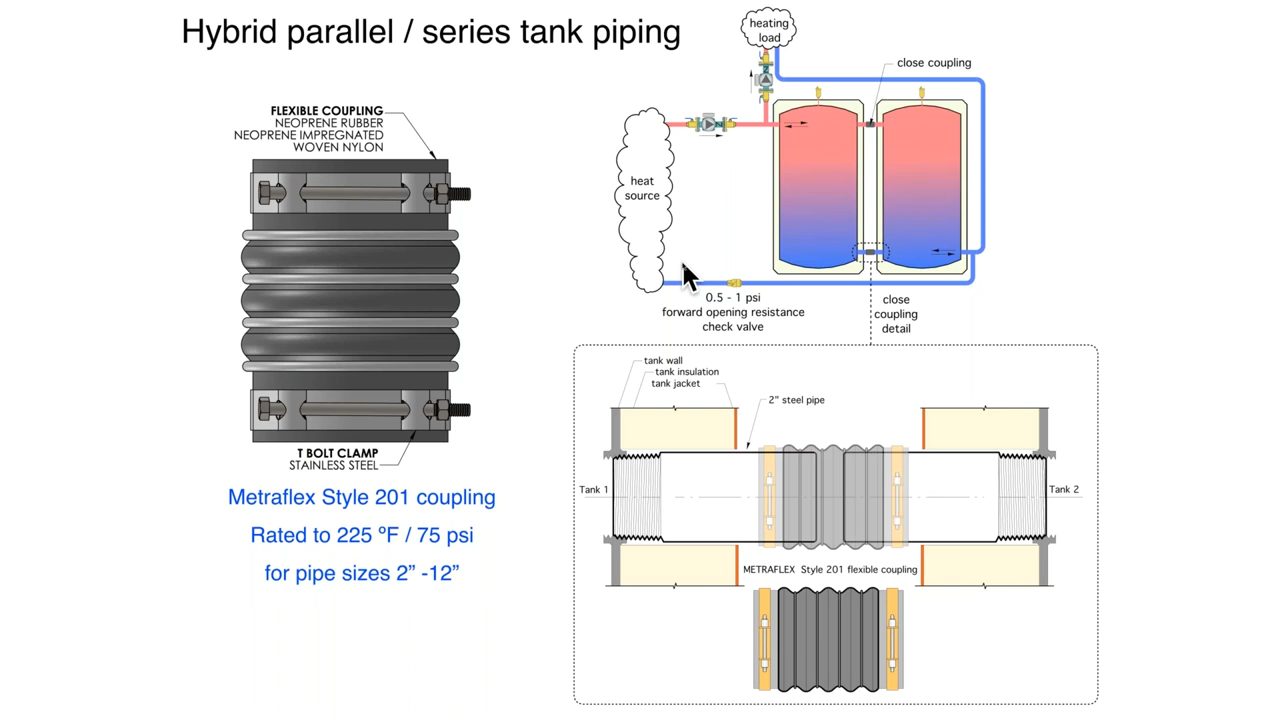 Hybrid parallel / series tank piping
FLEXIBLE COUPLING
NEOPRENE RUBBER
NEOPRENE IMPREGNATED
WOVEN NYLON
T BOLT CLAMP
STAINLESS STEEL
Metraflex Style 201 coupling
Rated to 225 ºF / 75 psi
for pipe sizes 2” -12”
heating
load
close coupling
heat
source
0.5 - 1 psi
forward opening resistance
check valve
close
coupling
detail
tank wall
tank insulation
tank jacket
2" steel pipe
Tank 1
Tank 2
METRAFLEX Style 201 flexible coupling